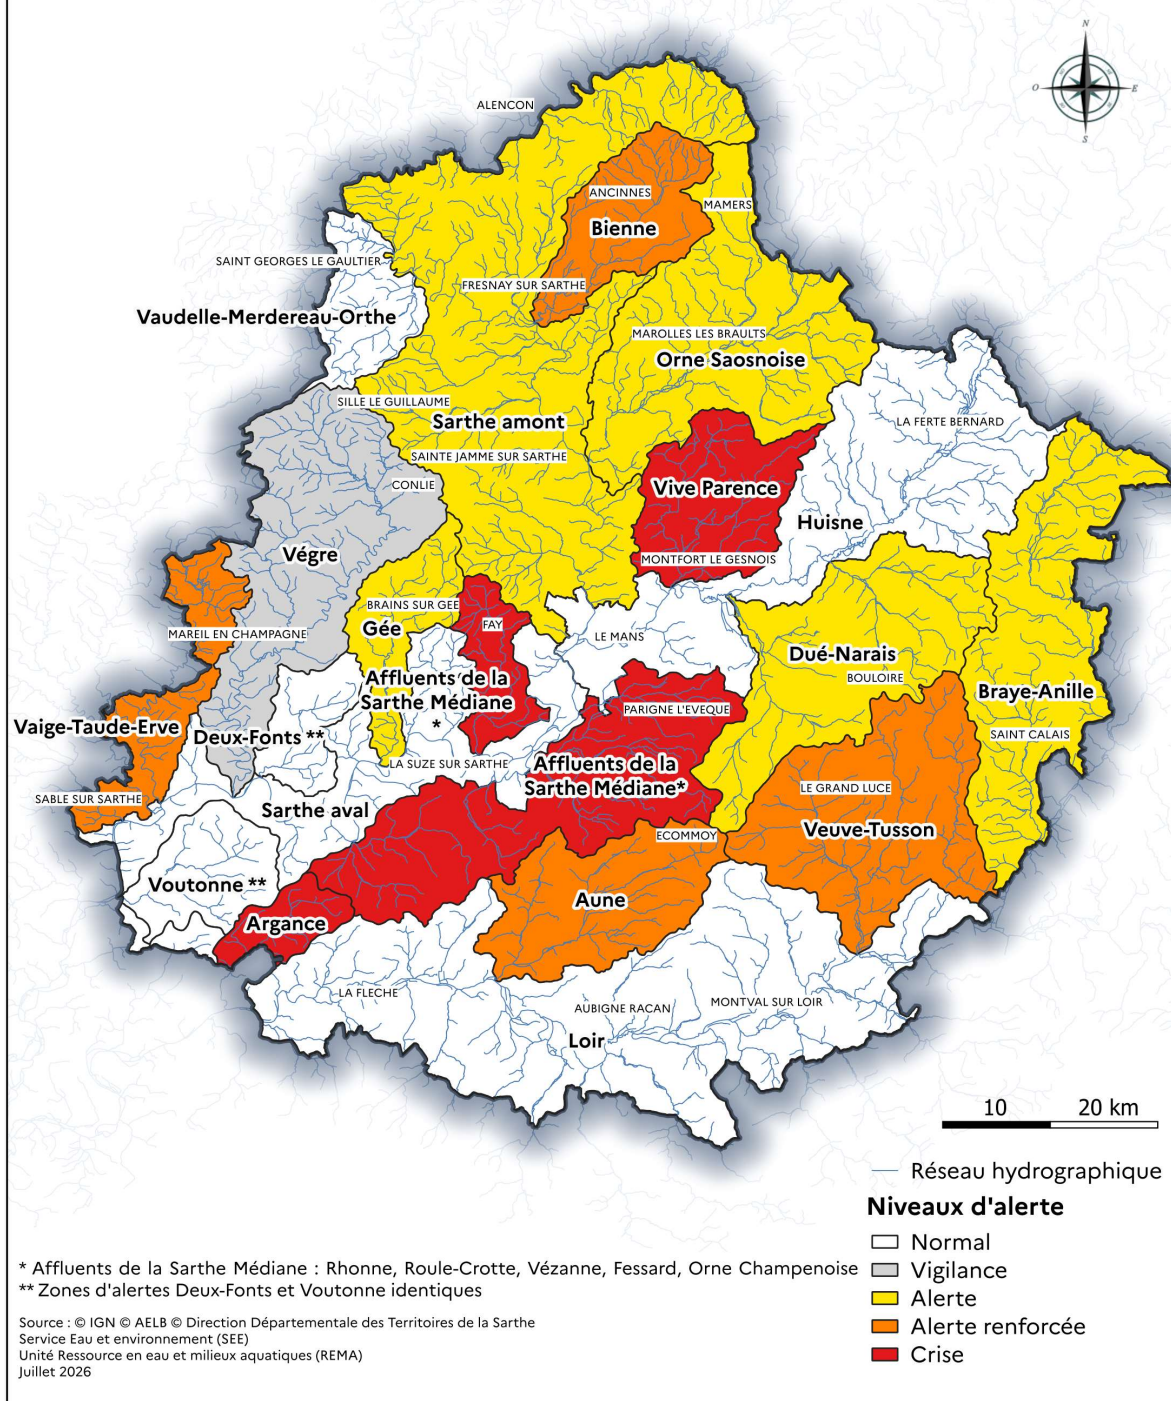 N
O
E
S
ALENCON
ANCINNES
MAMERS
Bienne
SAINT GEORGES LE GAULTIER
FRESNAY SUR SARTHE
Vaudelle-Merdereau-Orthe
MAROLLES LES BRAULTS
Orne Saosnoise
SILLE LE GUILLAUME
Sarthe amont
LA FERTE BERNARD
SAINTE JAMME SUR SARTHE
CONLIE
Vive Parence
Huisne
Végre
MONTFORT LE GESNOIS
BRAINS SUR GEE
Gée
FAY
MAREIL EN CHAMPAGNE
LE MANS
Dué-Narais
BOULOIRE
Affluents de la
Sarthe Médiane
*
Braye-Anille
PARIGNE L'EVEQUE
Vaige-Taude-Erve
Deux-Fonts **
SAINT CALAIS
LA SUZE SUR SARTHE
Affluents de la
Sarthe Médiane*
LE GRAND LUCE
SABLE SUR SARTHE
Sarthe aval
ECOMMOY
Veuve-Tusson
Voutonne **
Aune
Argance
LA FLECHE
AUBIGNE RACAN
MONTVAL SUR LOIR
Loir
10 20 km
Réseau hydrographique
Niveaux d'alerte
Normal
Vigilance
Alerte
Alerte renforcée
Crise
* Affluents de la Sarthe Médiane : Rhonne, Roule-Crotte, Vézanne, Fessard, Orne Champenoise
** Zones d'alertes Deux-Fonts et Voutonne identiques
Source : © IGN © AELB © Direction Départementale des Territoires de la Sarthe
Service Eau et environnement (SEE)
Unité Ressource en eau et milieux aquatiques (REMA)
Juillet 2026